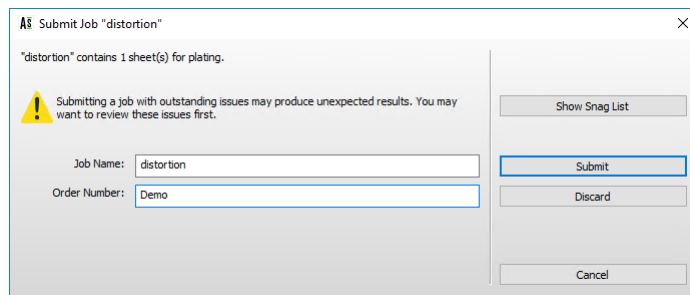 AS Submit Job "distortion"
"distortion" contains 1 sheet(s) for plating.
Submitting a job with outstanding issues may produce unexpected results. You may
want to review these issues first.
Show Snag List
Job Name: distortion
Submit
Order Number: Demo
Discard
Cancel